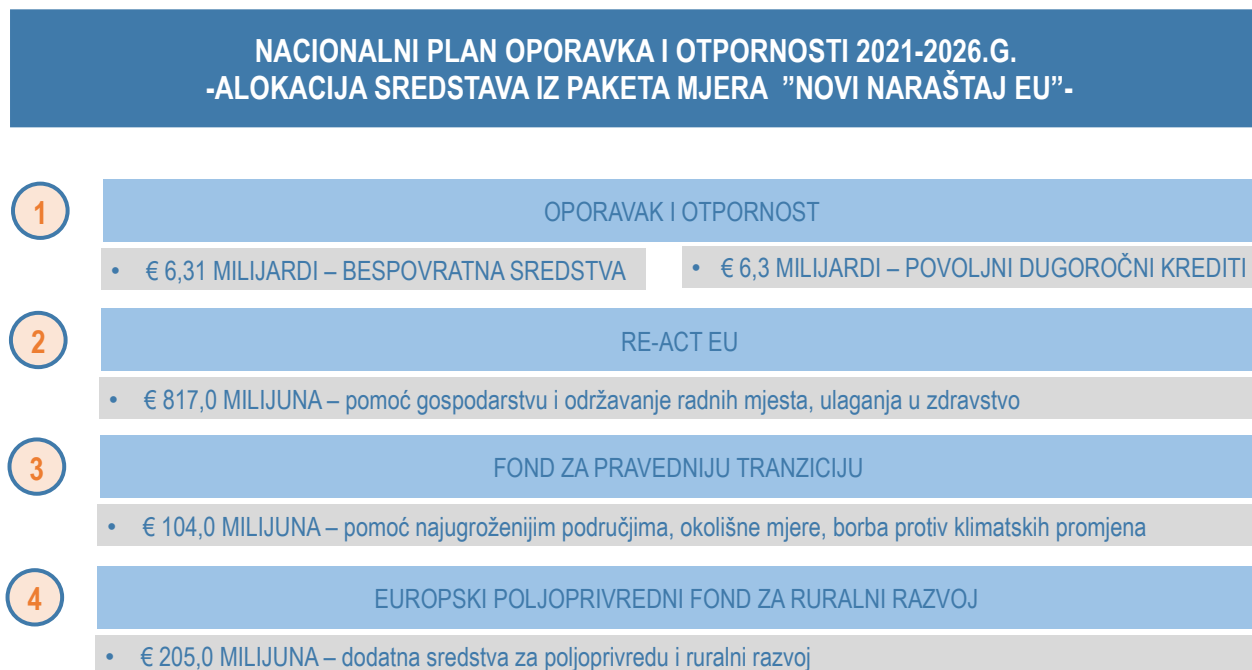 NACIONALNI PLAN OPORAVKA I OTPORNOSTI 2021-2026.G.
-ALOKACIJA SREDSTAVA IZ PAKETA MJERA ”NOVI NARAŠTAJ EU”-
1
OPORAVAK I OTPORNOST
• € 6,31 MILIJARDI – BESPOVRATNA SREDSTVA
• € 6,3 MILIJARDI – POVOLJNI DUGOROČNI KREDITI
2
RE-ACT EU
• € 817,0 MILIJUNA – pomoć gospodarstvu i održavanje radnih mjesta, ulaganja u zdravstvo
3
FOND ZA PRAVEDNIJU TRANZICIJU
• € 104,0 MILIJUNA – pomoć najugroženijim područjima, okolišne mjere, borba protiv klimatskih promjena
4
EUROPSKI POLJOPRIVREDNI FOND ZA RURALNI RAZVOJ
• € 205,0 MILIJUNA – dodatna sredstva za poljoprivredu i ruralni razvoj